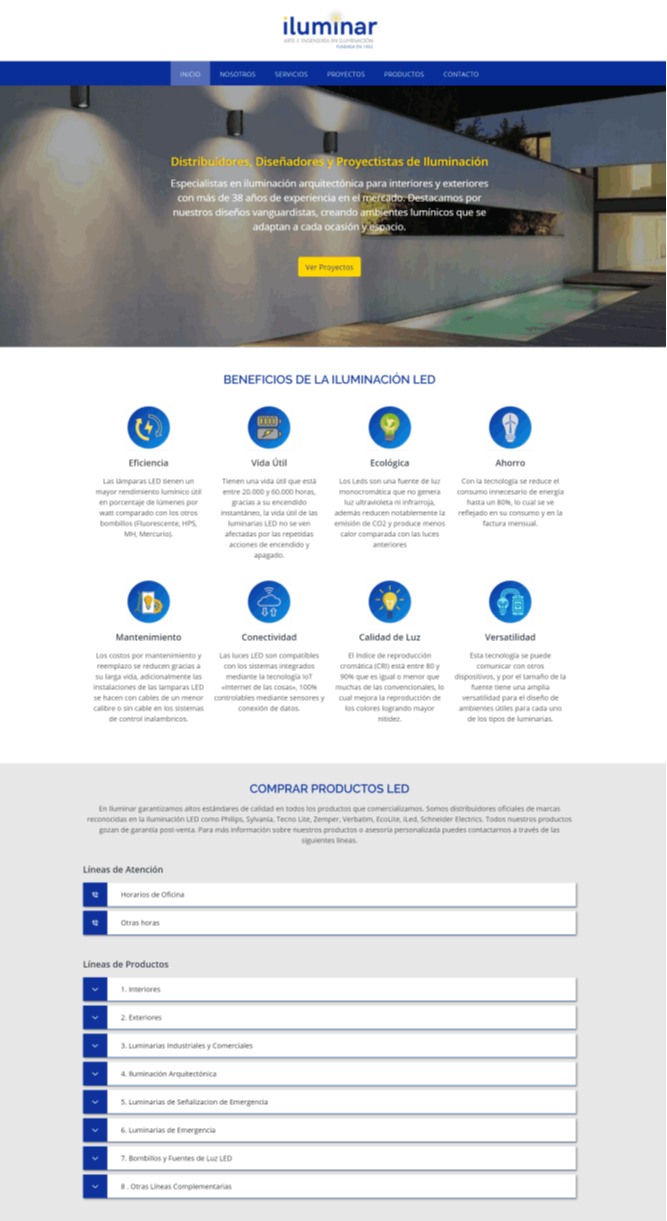 iluminar
ARTE E INGENIERÍA EN ILUMINACIÓN
FUNDADA EN 1982
INICIO NOSOTROS SERVICIOS PROYECTOS PRODUCTOS CONTACTO
Distribuidores, Diseñadores y Proyectistas de Iluminación
Especialistas en iluminación arquitectónica para interiores y exteriores
con más de 38 años de experiencia en el mercado. Destacamos por
nuestros diseños vanguardistas, creando ambientes lumínicos que se
adaptan a cada ocasión y espacio.
Ver Proyectos
BENEFICIOS DE LA ILUMINACIÓN LED
Eficiencia
Las lámparas LED tienen un
mayor rendimiento lumínico útil
en porcentaje de lúmenes por
watt comparado con los otros
bombillos (Fluorescente, HPS,
MH, Mercurio).
Vida Útil
Tienen una vida útil que está
entre 20.000 y 60.000 horas,
gracias a su encendido
instantáneo, la vida útil de las
luminarias LED no se ven
afectadas por las repetidas
acciones de encendido y
apagado.
Ecológica
Los Leds son una fuente de luz
monocromática que no genera
luz ultravioleta ni infrarroja,
además reducen notablemente la
emisión de CO2 y produce menos
calor comparada con las luces
anteriores
Ahorro
Con la tecnología se reduce el
consumo innecesario de energía
hasta un 80%, lo cual se ve
reflejado en su consumo y en la
factura mensual.
Mantenimiento
Los costos por mantenimiento y
reemplazo se reducen gracias a
su larga vida, adicionalmente las
instalaciones de las lamparas LED
se hacen con cables de un menor
calibre o sin cable en los sistemas
de control inalambricos.
Conectividad
Las luces LED son compatibles
con los sistemas integrados
mediante la tecnología IoT
«internet de las cosas», 100%
controlables mediante sensores y
conexión de datos.
Calidad de Luz
El índice de reproducción
cromática (CRI) está entre 80 y
90% que es igual o menor que
muchas de las convencionales, lo
cual mejora la reproducción de
los colores logrando mayor
nitidez.
Versatilidad
Esta tecnología se puede
comunicar con otros
dispositivos, y por el tamaño de la
fuente tiene una amplia
versatilidad para el diseño de
ambientes útiles para cada uno
de los tipos de luminarias.
COMPRAR PRODUCTOS LED
En Iluminar garantizamos altos estándares de calidad en todos los productos que comercializamos. Somos distribuidores oficiales de marcas
reconocidas en la iluminación LED como Philips, Sylvania, Tecno Lite, Zemper, Verbatim, EcoLite, iLed, Schneider Electrics. Todos nuestros productos
gozan de garantía post-venta. Para más información sobre nuestros productos o asesoría personalizada puedes contactarnos a través de las
siguientes líneas.
Líneas de Atención
Horarios de Oficina
Otras horas
Líneas de Productos
1. Interiores
2. Exteriores
3. Luminarias Industriales y Comerciales
4. Iluminación Arquitectónica
5. Luminarias de Señalizacion de Emergencia
6. Luminarias de Emergencia
7. Bombillos y Fuentes de Luz LED
8 . Otras Líneas Complementarias